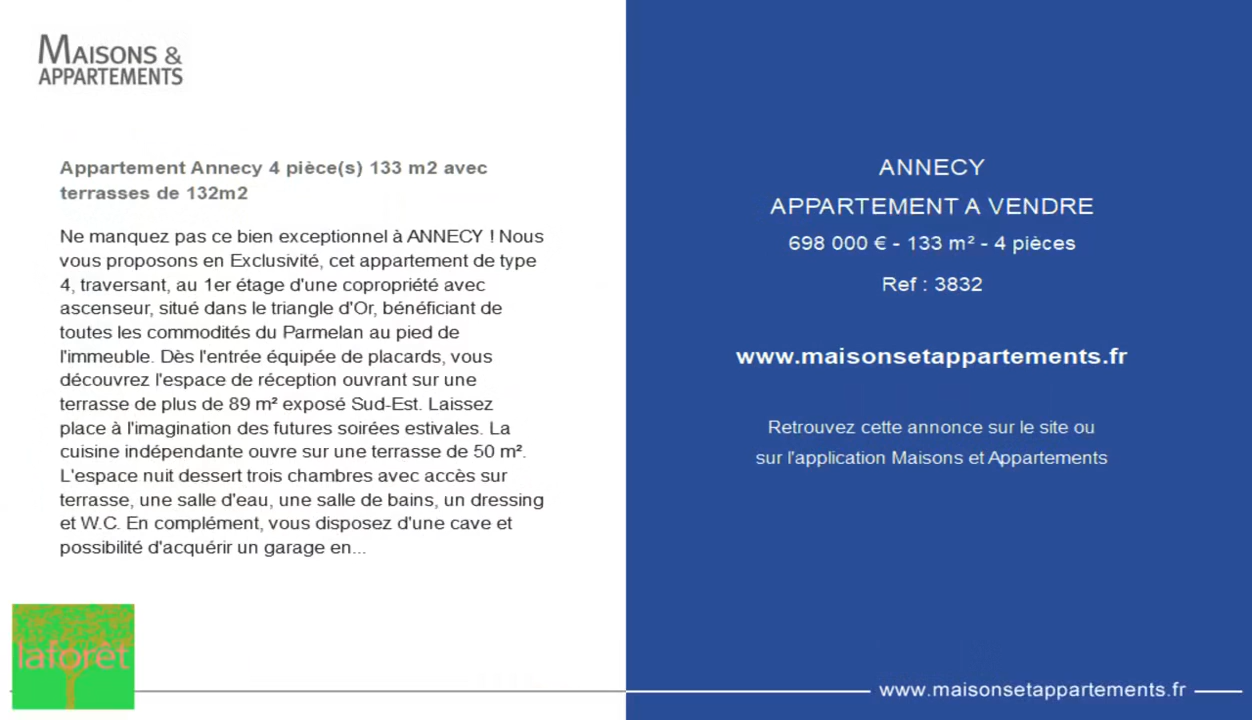 MAISONS &
APPARTEMENTS
Appartement Annecy 4 pièce(s) 133 m2 avec
terrasses de 132m2
Ne manquez pas ce bien exceptionnel à ANNECY ! Nous
vous proposons en Exclusivité, cet appartement de type
4, traversant, au 1er étage d'une copropriété avec
ascenseur, situé dans le triangle d'Or, bénéficiant de
toutes les commodités du Parmelan au pied de
l'immeuble. Dès l'entrée équipée de placards, vous
découvrez l'espace de réception ouvrant sur une
terrasse de plus de 89 m² exposé Sud-Est. Laissez
place à l'imagination des futures soirées estivales. La
cuisine indépendante ouvre sur une terrasse de 50 m².
L'espace nuit dessert trois chambres avec accès sur
terrasse, une salle d'eau, une salle de bains, un dressing
et W.C. En complément, vous disposez d'une cave et
possibilité d'acquérir un garage en...
laforêt
ANNECY
APPARTEMENT A VENDRE
698 000 € - 133 m² - 4 pièces
Ref : 3832
www.maisonsetappartements.fr
Retrouvez cette annonce sur le site ou
sur l'application Maisons et Appartements
www.maisonsetappartements.fr